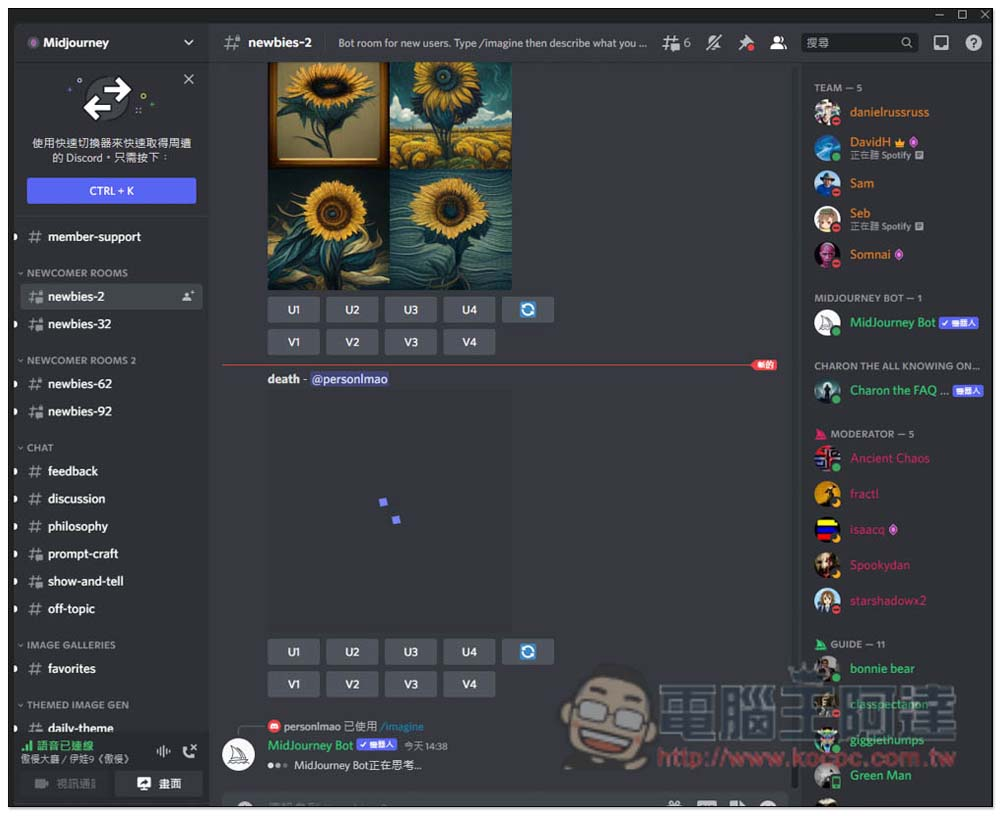 Midjourney
使用快速切換器來快速取得周邊
的 Discord。只需按下：
CTRL + K
member-support
NEWCOMER ROOMS
newbies-2
newbies-32
NEWCOMER ROOMS 2
newbies-62
newbies-92
CHAT
feedback
discussion
philosophy
prompt-craft
show-and-tell
off-topic
IMAGE GALLERIES
favorites
THEMED IMAGE GEN
daily-theme
語音已連線
傲慢大廳 / 伊娃9《傲慢》
視訊通話
畫面
newbies-2
Bot room for new users. Type /imagine then describe what you ...
6
搜尋
U1 U2 U3 U4
V1 V2 V3 V4
新的
death - @personlmao
U1 U2 U3 U4
V1 V2 V3 V4
personlmao 已使用 /imagine
MidJourney Bot ✓ 機器人 今天 14:38
MidJourney Bot正在思考...
TEAM — 5
danielrussruss
DavidH
正在聽 Spotify
Sam
Seb
正在聽 Spotify
Somnai
MIDJOURNEY BOT — 1
MidJourney Bot ✓ 機器人
CHARON THE ALL KNOWING ON...
Charon the FAQ ... 機器人
MODERATOR — 5
Ancient Chaos
fractl
isaacq
Spookydan
starshadowx2
GUIDE — 11
bonnie bear
classpectanon
giggiethumps
Green Man
電腦王阿達
http://www.kocpc.com.tw